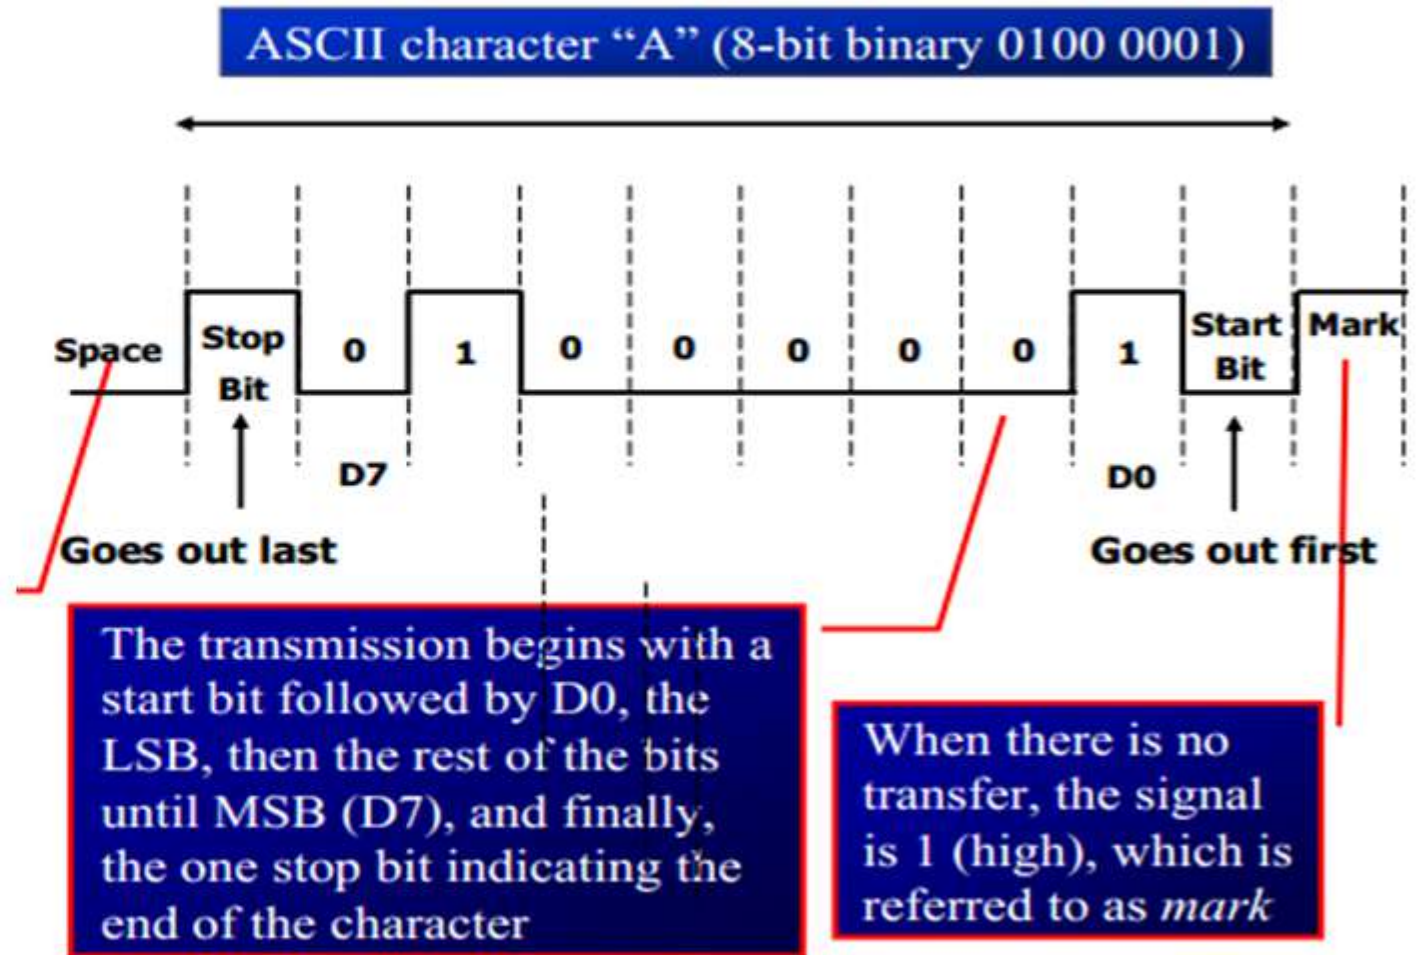 ASCII character “A” (8-bit binary 0100 0001)
Space Stop Bit 0 1 0 0 0 0 0 1 Start Bit Mark
D7 D0
Goes out last Goes out first
The transmission begins with a
start bit followed by D0, the
LSB, then the rest of the bits
until MSB (D7), and finally,
the one stop bit indicating the
end of the character
When there is no
transfer, the signal
is 1 (high), which is
referred to as mark